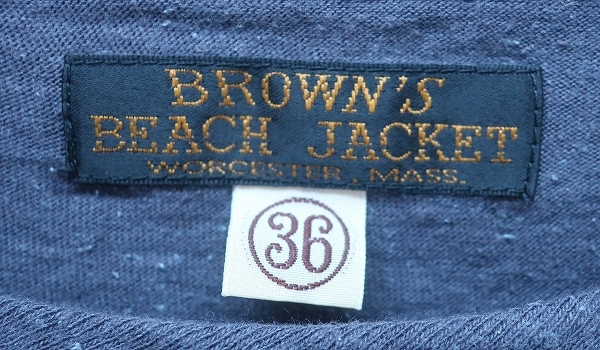 BROWN'S
BEACH JACKET
WORCESTER, MASS.
36